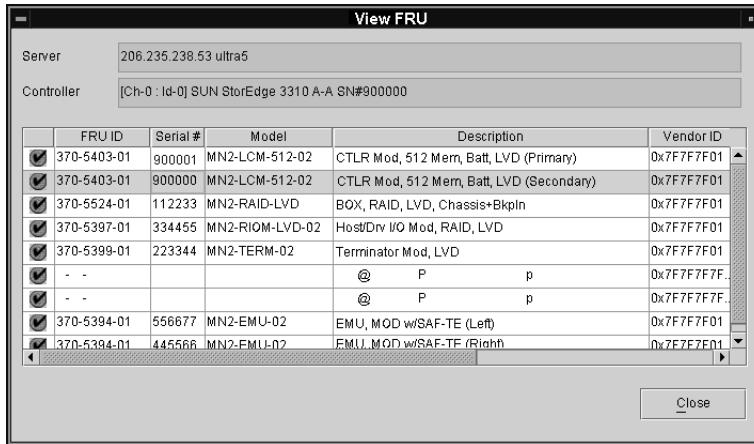 View FRU
Server 206.235.238.53 ultra5
Controller [Ch-0 : Id-0] SUN StorEdge 3310 A-A SN#900000
FRU ID Serial # Model Description Vendor ID
370-5403-01 900001 MN2-LCM-512-02 CTLR Mod, 512 Mem, Batt, LVD (Primary) 0x7F7F7F01
370-5403-01 900000 MN2-LCM-512-02 CTLR Mod, 512 Mem, Batt, LVD (Secondary) 0x7F7F7F01
370-5524-01 112233 MN2-RAID-LVD BOX, RAID, LVD, Chassis+Bkpln 0x7F7F7F01
370-5397-01 334455 MN2-RIOM-LVD-02 Host/Drv I/O Mod, RAID, LVD 0x7F7F7F01
370-5399-01 223344 MN2-TERM-02 Terminator Mod, LVD 0x7F7F7F01
- - @ P p 0x7F7F7F7F...
- - @ P p 0x7F7F7F7F...
370-5394-01 556677 MN2-EMU-02 EMU, MOD w/SAF-TE (Left) 0x7F7F7F01
370-5394-01 445566 MN2-EMU-02 EMU, MOD w/SAF-TE (Right) 0x7F7F7F01
Close